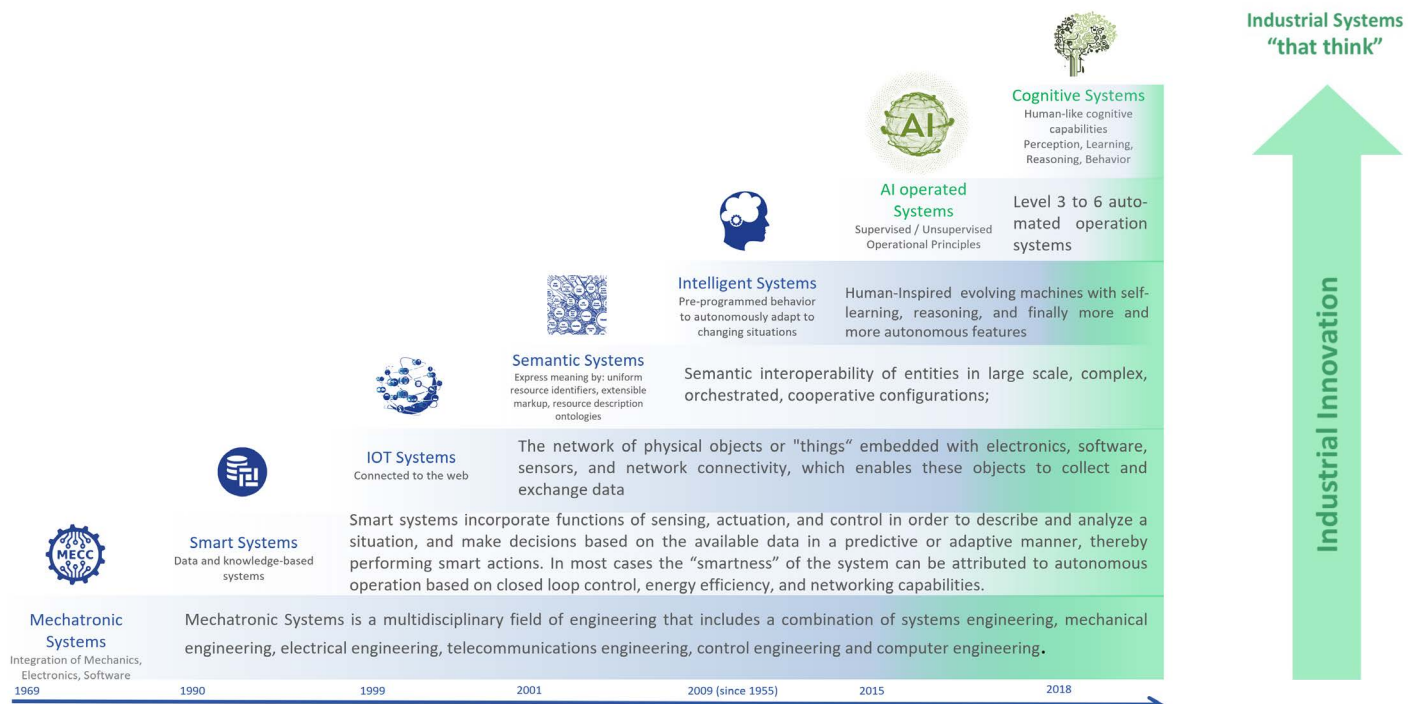 Industrial Systems
“that think”
Cognitive Systems
Human-like cognitive
capabilities
Perception, Learning,
Reasoning, Behavior
AI
AI operated
Systems
Supervised / Unsupervised
Operational Principles
Level 3 to 6 auto-
mated operation
systems
Intelligent Systems
Pre-programmed behavior
to autonomously adapt to
changing situations
Human-Inspired evolving machines with self-
learning, reasoning, and finally more and
more autonomous features
Semantic Systems
Express meaning by: uniform
resource identifiers, extensible
markup, resource description
ontologies
Semantic interoperability of entities in large scale, complex,
orchestrated, cooperative configurations;
IOT Systems
Connected to the web
The network of physical objects or "things“ embedded with electronics, software,
sensors, and network connectivity, which enables these objects to collect and
exchange data
Smart Systems
Data and knowledge-based
systems
Smart systems incorporate functions of sensing, actuation, and control in order to describe and analyze a
situation, and make decisions based on the available data in a predictive or adaptive manner, thereby
performing smart actions. In most cases the “smartness” of the system can be attributed to autonomous
operation based on closed loop control, energy efficiency, and networking capabilities.
MECC
Mechatronic
Systems
Integration of Mechanics,
Electronics, Software
Mechatronic Systems is a multidisciplinary field of engineering that includes a combination of systems engineering, mechanical
engineering, electrical engineering, telecommunications engineering, control engineering and computer engineering.
1969
1990
1999
2001
2009 (since 1955)
2015
2018
Industrial Innovation